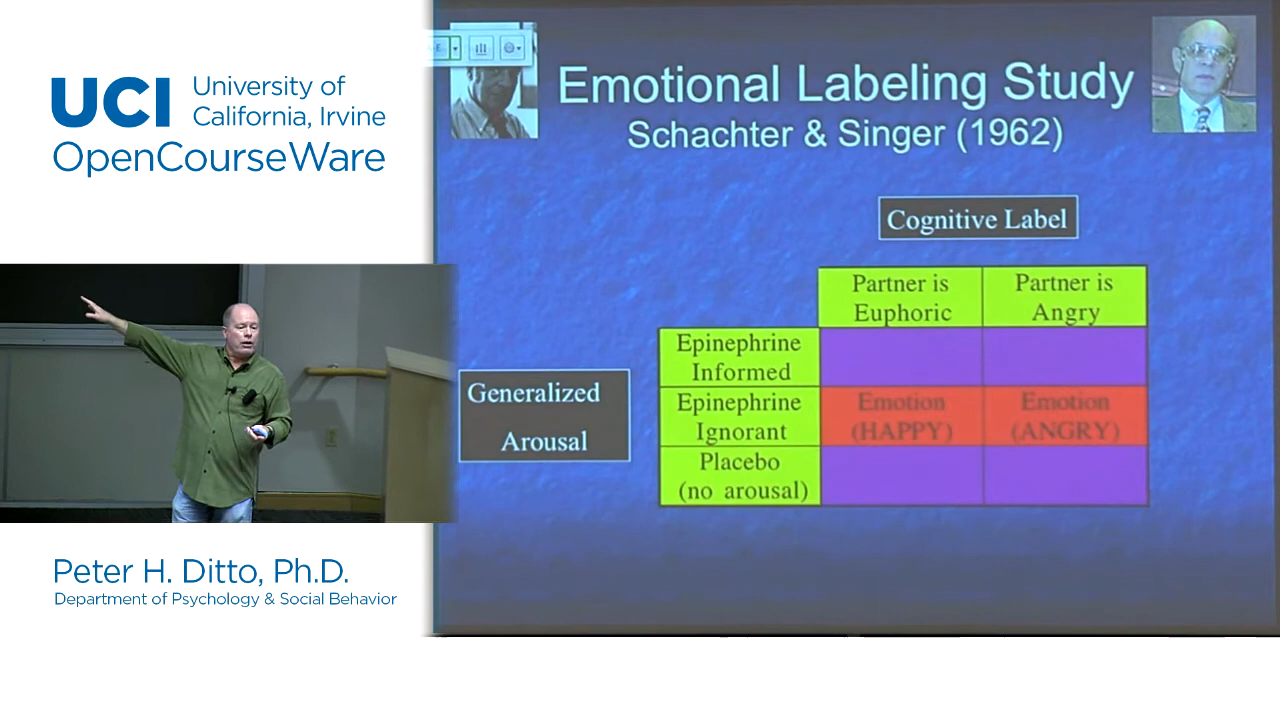 UCI University of
California, Irvine
OpenCourseWare
Emotional Labeling Study
Schachter & Singer (1962)
Cognitive Label
Partner is
Euphoric
Partner is
Angry
Epinephrine
Informed
Generalized
Arousal
Epinephrine
Ignorant
Emotion
(HAPPY)
Emotion
(ANGRY)
Placebo
(no arousal)
Peter H. Ditto, Ph.D.
Department of Psychology & Social Behavior